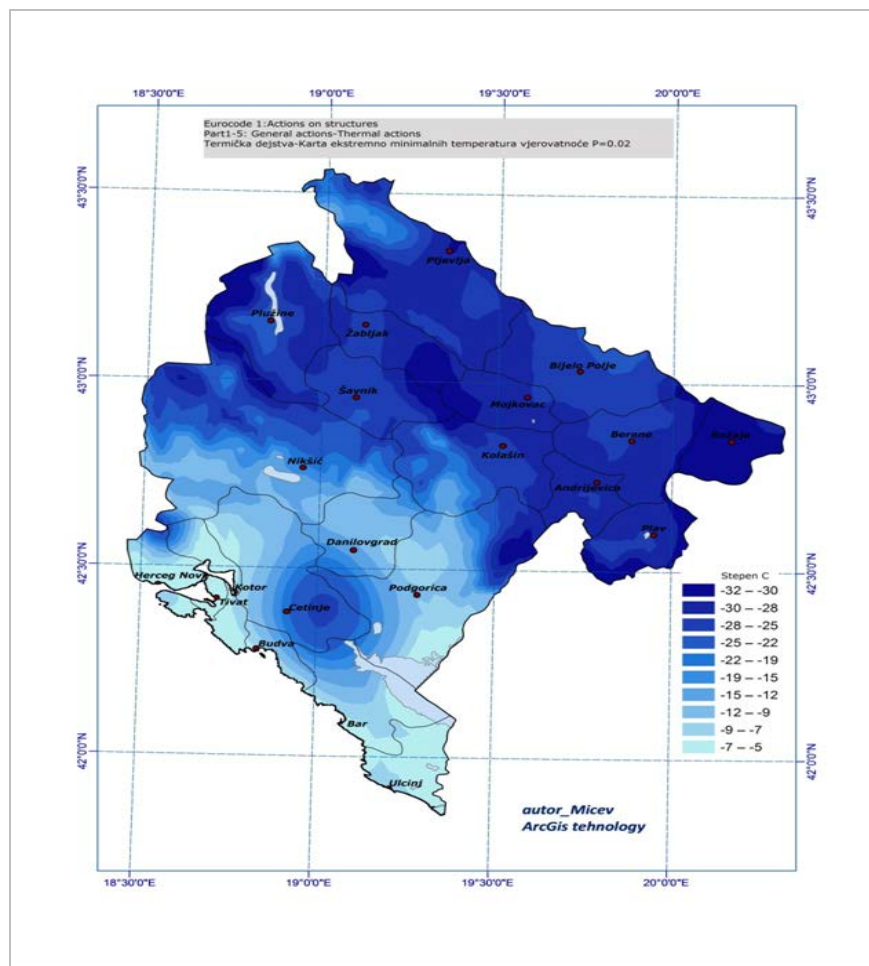 18°30'0"E 19°0'0"E 19°30'0"E 20°0'0"E
Eurocode 1:Actions on structures
Part1-5: General actions-Thermal actions
Termička dejstva-Karta ekstremno minimalnih temperatura vjerovatnoće P=0.02
43°30'0"N 43°30'0"N
Pljevlja
Plužine
Žabljak
Bijelo Polje
43°0'0"N 43°0'0"N
Šavnik
Mojkovac
Berane
Rožaje
Kolašin
Nikšić
Andrijevica
Plav
Danilovgrad
42°30'0"N 42°30'0"N
Herceg Novi
Kotor
Podgorica
Tivat
Cetinje
Budva
Bar
Ulcinj
42°0'0"N 42°0'0"N
Stepen C
-32 – -30
-30 – -28
-28 – -25
-25 – -22
-22 – -19
-19 – -15
-15 – -12
-12 – -9
-9 – -7
-7 – -5
autor_Micev
ArcGis tehnology
18°30'0"E 19°0'0"E 19°30'0"E 20°0'0"E